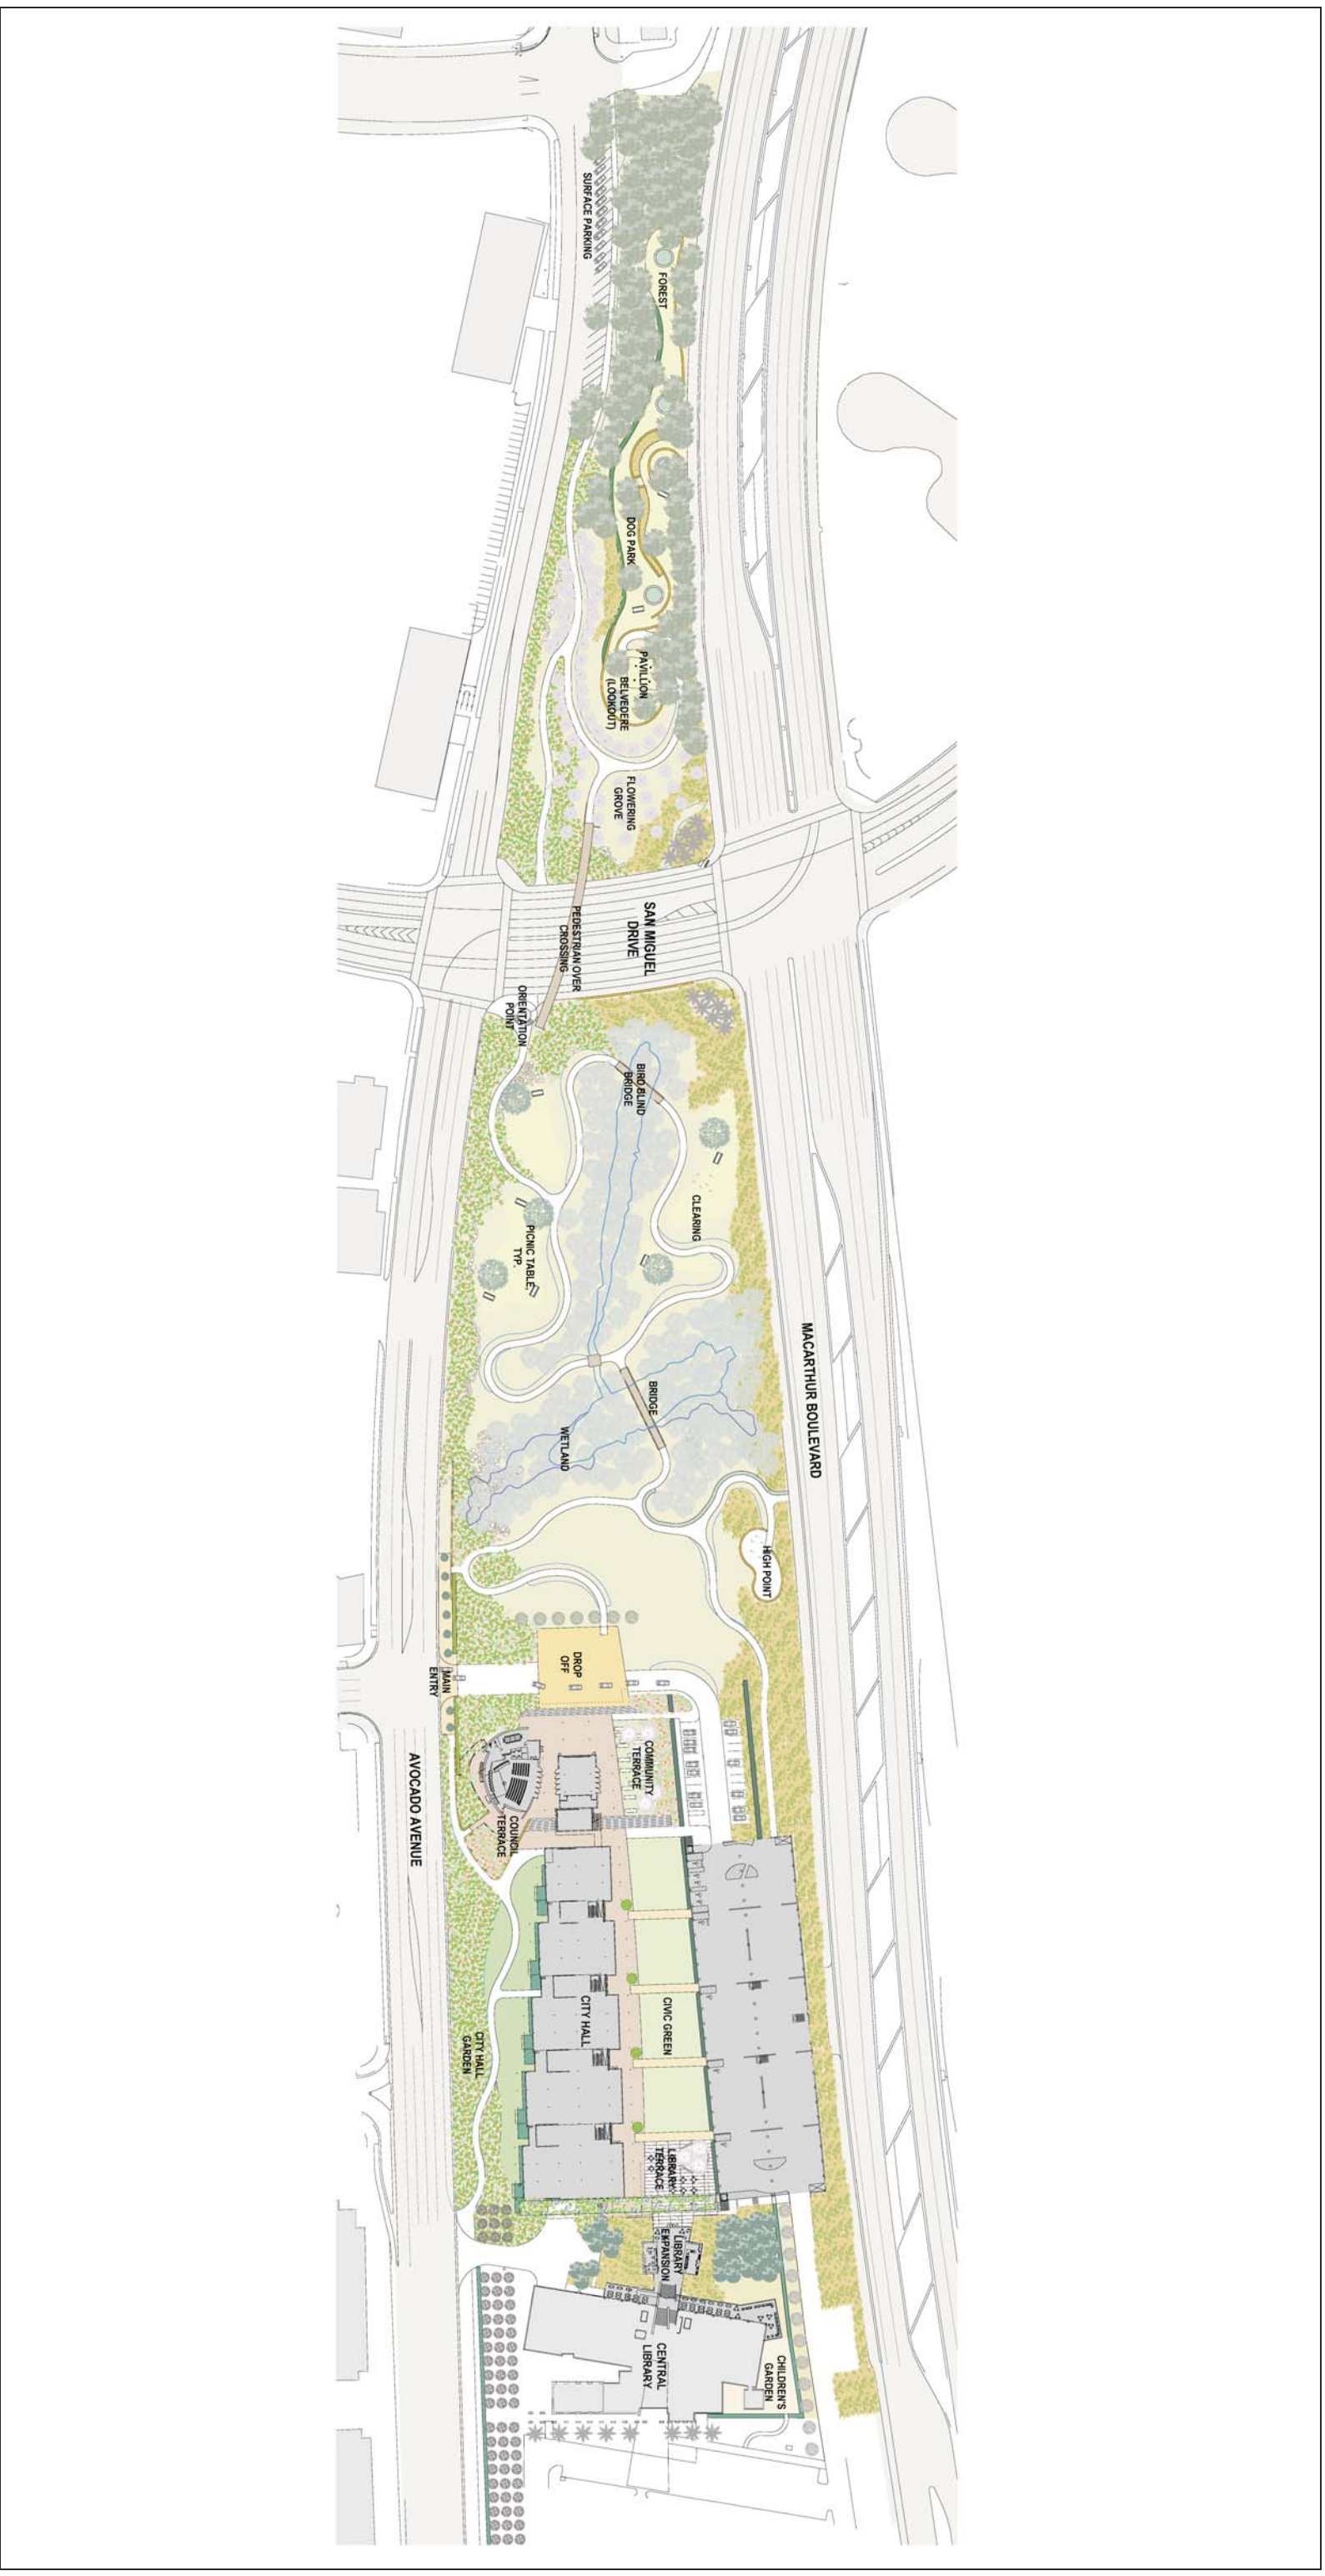 SURFACE PARKING
FOREST
DOG PARK
PAVILLION
BELVEDERE
(LOOKOUT)
FLOWERING
GROVE
SAN MIGUEL
DRIVE
PEDESTRIAN OVER
CROSSING
ORIENTATION
POINT
BIRD BLIND
BRIDGE
CLEARING
PICNIC TABLE,
TYP.
MACARTHUR BOULEVARD
BRIDGE
WETLAND
HIGH POINT
DROP
OFF
MAIN
ENTRY
COMMUNITY
TERRACE
AVOCADO AVENUE
COUNCIL
TERRACE
CIVIC GREEN
CITY HALL
CITY HALL
GARDEN
LIBRARY
TERRACE
LIBRARY
EXPANSION
CENTRAL
LIBRARY
CHILDREN'S
GARDEN